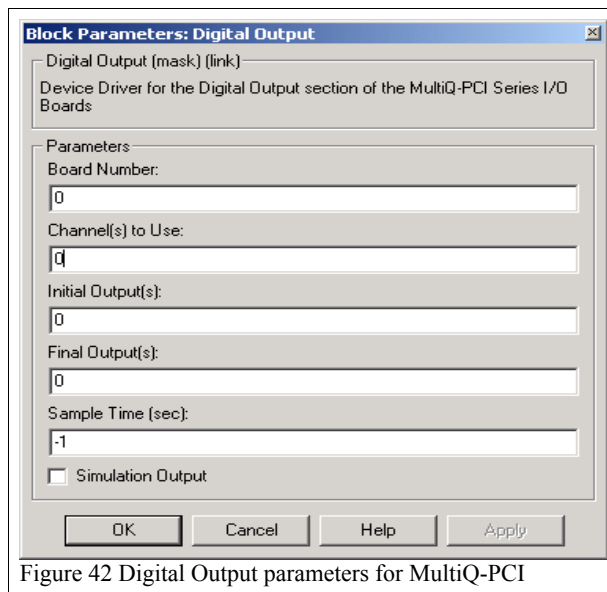 Block Parameters: Digital Output
Digital Output (mask) (link)
Device Driver for the Digital Output section of the MultiQ-PCI Series I/O
Boards
Parameters
Board Number:
0
Channel(s) to Use:
0
Initial Output(s):
0
Final Output(s):
0
Sample Time (sec):
-1
Simulation Output
OK Cancel Help Apply
Figure 42 Digital Output parameters for MultiQ-PCI